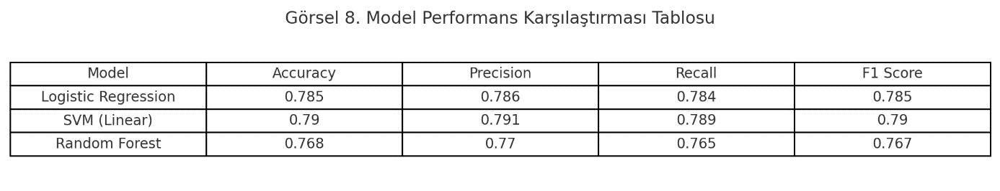 Görsel 8. Model Performans Karşılaştırması Tablosu
Model Accuracy Precision Recall F1 Score
Logistic Regression 0.785 0.786 0.784 0.785
SVM (Linear) 0.79 0.791 0.789 0.79
Random Forest 0.768 0.77 0.765 0.767